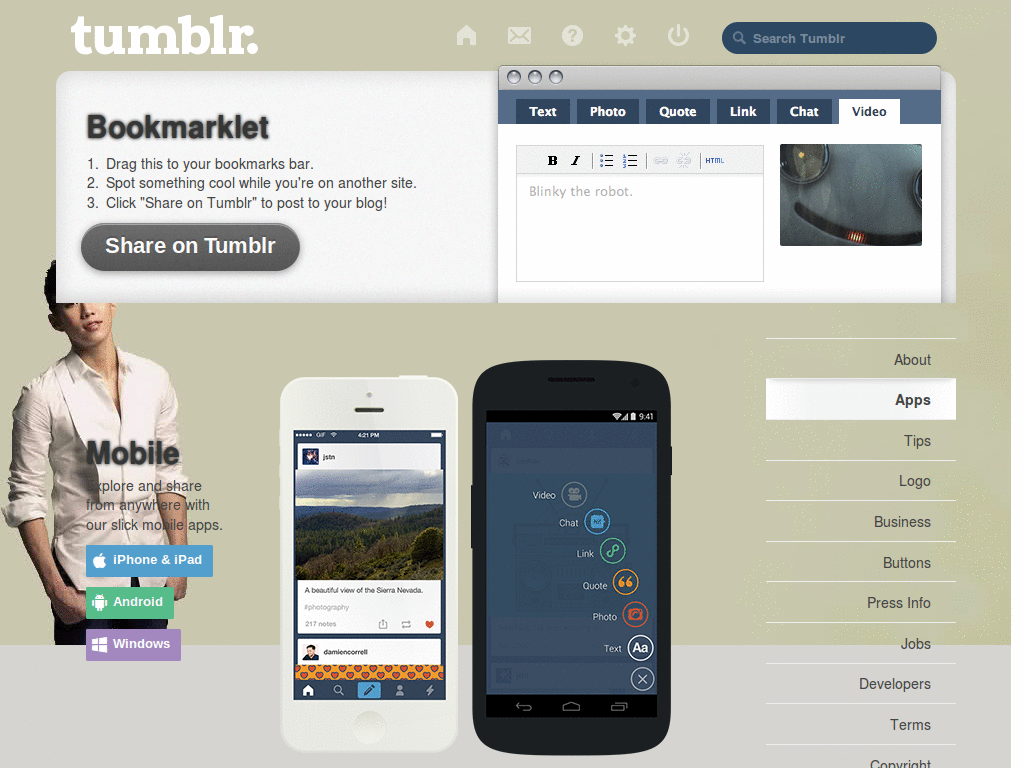 tumblr.
Search Tumblr
Bookmarklet
1. Drag this to your bookmarks bar.
2. Spot something cool while you're on another site.
3. Click "Share on Tumblr" to post to your blog!
Share on Tumblr
Text Photo Quote Link Chat Video
B I HTML
Blinky the robot.
Mobile
Explore and share
from anywhere with
our slick mobile apps.
iPhone & iPad
Android
Windows
GIF 4:21 PM
jstn
A beautiful view of the Sierra Nevada.
#photography
217 notes
damiencorrell
9:41
Video
Chat
Link
Quote
Photo
Text Aa
About
Apps
Tips
Logo
Business
Buttons
Press Info
Jobs
Developers
Terms
Copyright